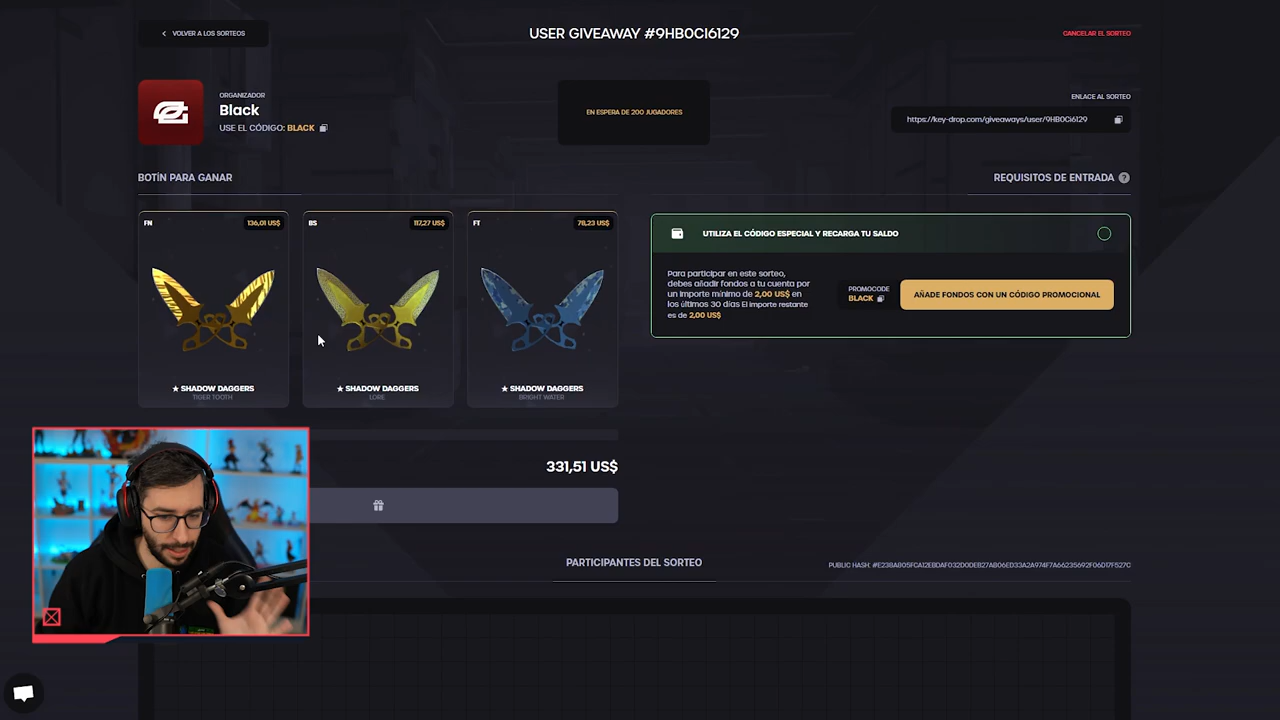 VOLVER A LOS SORTEOS
USER GIVEAWAY #9HB0CI6129
CANCELAR EL SORTEO
ORGANIZADOR
Black
USE EL CÓDIGO: BLACK
EN ESPERA DE 200 JUGADORES
ENLACE AL SORTEO
https://key-drop.com/giveaways/user/9HB0Ci6129
BOTÍN PARA GANAR
REQUISITOS DE ENTRADA ?
FN 136,01 US$
BS 117,27 US$
FT 78,23 US$
★ SHADOW DAGGERS
TIGER TOOTH
★ SHADOW DAGGERS
LORE
★ SHADOW DAGGERS
BRIGHT WATER
UTILIZA EL CÓDIGO ESPECIAL Y RECARGA TU SALDO
Para participar en este sorteo,
debes añadir fondos a tu cuenta por
un importe mínimo de 2,00 US$ en
los últimos 30 días El importe restante
es de 2,00 US$
PROMOCODE
BLACK
AÑADE FONDOS CON UN CÓDIGO PROMOCIONAL
331,51 US$
PARTICIPANTES DEL SORTEO
PUBLIC HASH: